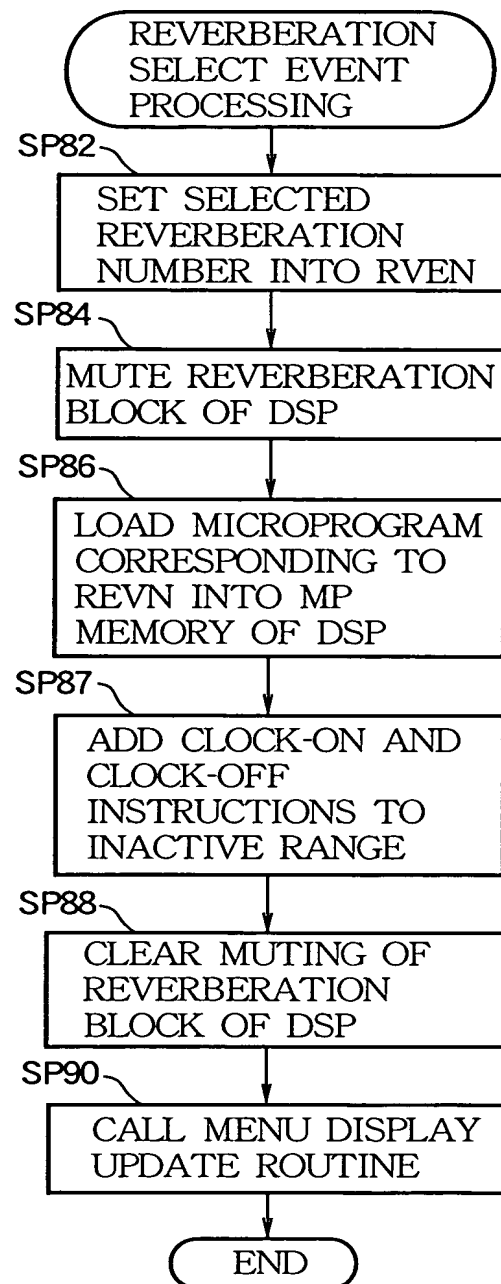 REVERBERATION
SELECT EVENT
PROCESSING
SP82
SET SELECTED
REVERBERATION
NUMBER INTO RVEN
SP84
MUTE REVERBERATION
BLOCK OF DSP
SP86
LOAD MICROPROGRAM
CORRESPONDING TO
REVN INTO MP
MEMORY OF DSP
SP87
ADD CLOCK-ON AND
CLOCK-OFF
INSTRUCTIONS TO
INACTIVE RANGE
SP88
CLEAR MUTING OF
REVERBERATION
BLOCK OF DSP
SP90
CALL MENU DISPLAY
UPDATE ROUTINE
END